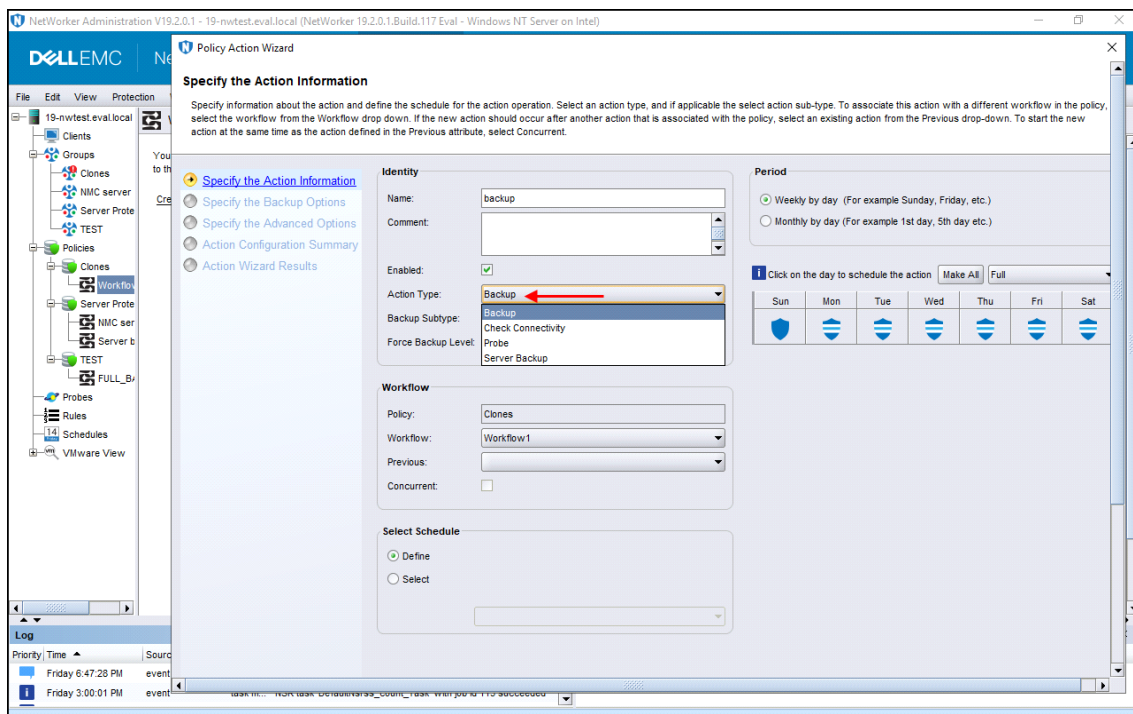 NetWorker Administration V19.2.0.1 - 19-nwtest.eval.local (NetWorker 19.2.0.1.Build.117 Eval - Windows NT Server on Intel)
DELLEMC
Ne
File Edit View Protection
19-nwtest.eval.local
Clients
Groups
Clones
NMC server
Server Prote
TEST
Policies
Clones
Workflov
Server Prote
NMC ser
Server b
TEST
FULL_BA
Probes
Rules
14 Schedules
VMware View
You
to th
Cre
Policy Action Wizard
Specify the Action Information
Specify information about the action and define the schedule for the action operation. Select an action type, and if applicable the select action sub-type. To associate this action with a different workflow in the policy,
select the workflow from the Workflow drop down. If the new action should occur after another action that is associated with the policy, select an existing action from the Previous drop-down. To start the new
action at the same time as the action defined in the Previous attribute, select Concurrent.
Specify the Action Information
Specify the Backup Options
Specify the Advanced Options
Action Configuration Summary
Action Wizard Results
Identity
Name: backup
Comment:
Enabled:
Action Type: Backup
Backup Subtype:
Force Backup Level:
Backup
Check Connectivity
Probe
Server Backup
Workflow
Policy: Clones
Workflow: Workflow1
Previous:
Concurrent:
Select Schedule
Define
Select
Period
Weekly by day (For example Sunday, Friday, etc.)
Monthly by day (For example 1st day, 5th day etc.)
Click on the day to schedule the action Make All Full
Sun Mon Tue Wed Thu Fri Sat
Log
Priority Time Sourc
Friday 6:47:28 PM event
Friday 3:00:01 PM event